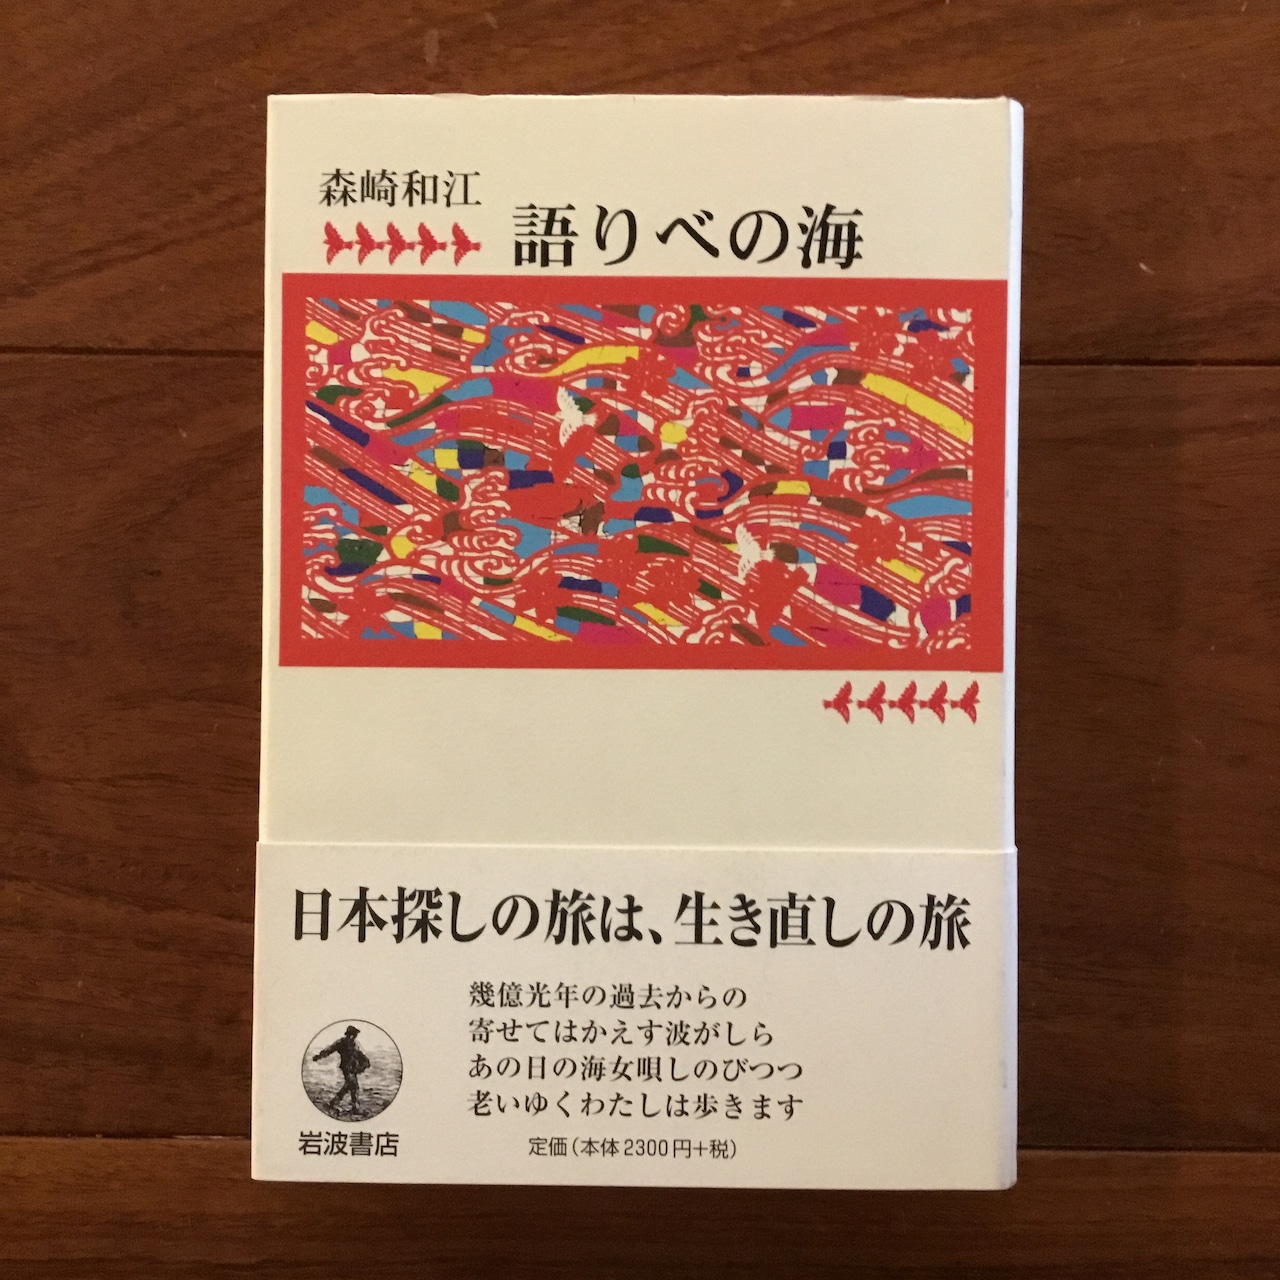 森崎和江
語りべの海
日本探しの旅は、生き直しの旅
幾億光年の過去からの
寄せてはかえす波がしら
あの日の海女唄しのびつつ
老いゆくわたしは歩きます
岩波書店
定価（本体2300円+税）